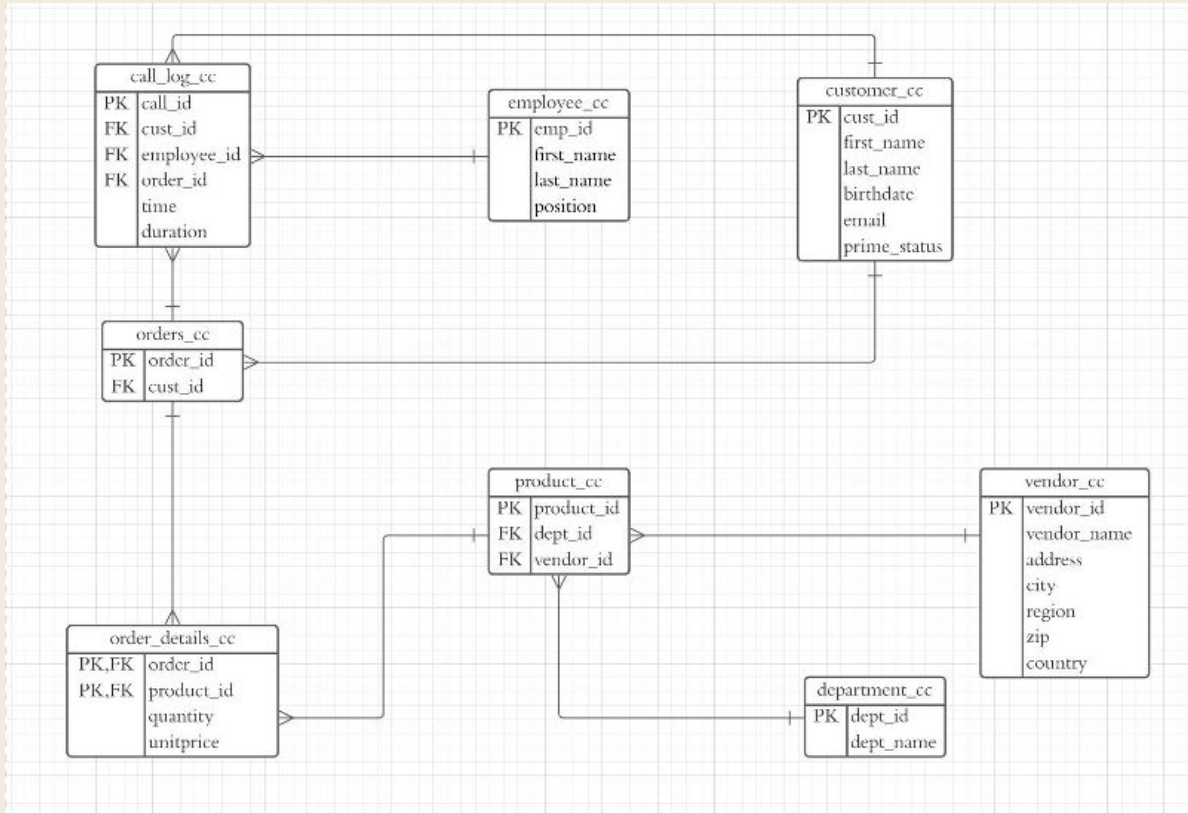 call_log_cc
PK call_id
FK cust_id
FK employee_id
FK order_id
time
duration
employee_cc
PK emp_id
first_name
last_name
position
customer_cc
PK cust_id
first_name
last_name
birthdate
email
prime_status
orders_cc
PK order_id
FK cust_id
product_cc
PK product_id
FK dept_id
FK vendor_id
vendor_cc
PK vendor_id
vendor_name
address
city
region
zip
country
order_details_cc
PK,FK order_id
PK,FK product_id
quantity
unitprice
department_cc
PK dept_id
dept_name